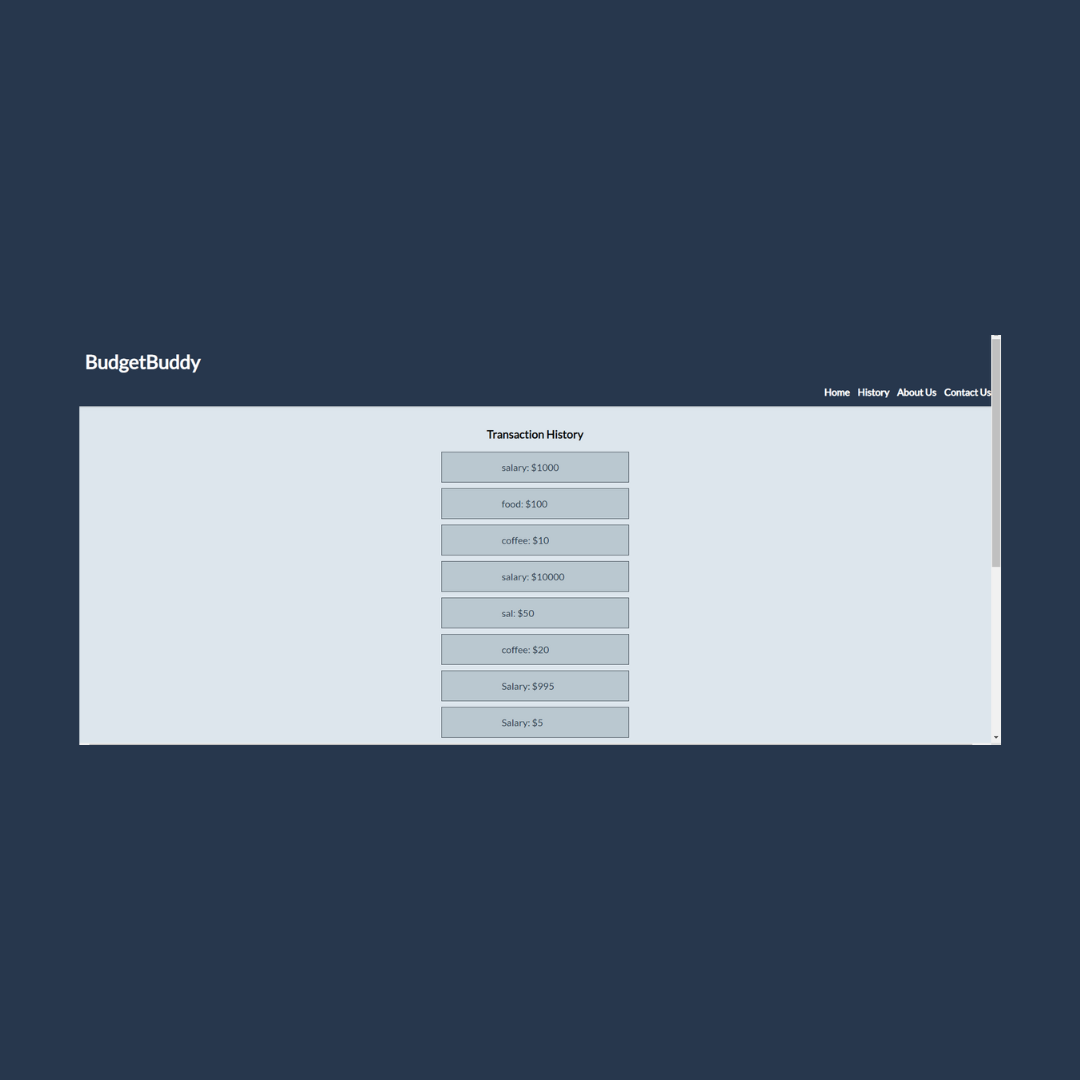 BudgetBuddy
Home History About Us Contact Us
Transaction History
salary: $1000
food: $100
coffee: $10
salary: $10000
sal: $50
coffee: $20
Salary: $995
Salary: $5